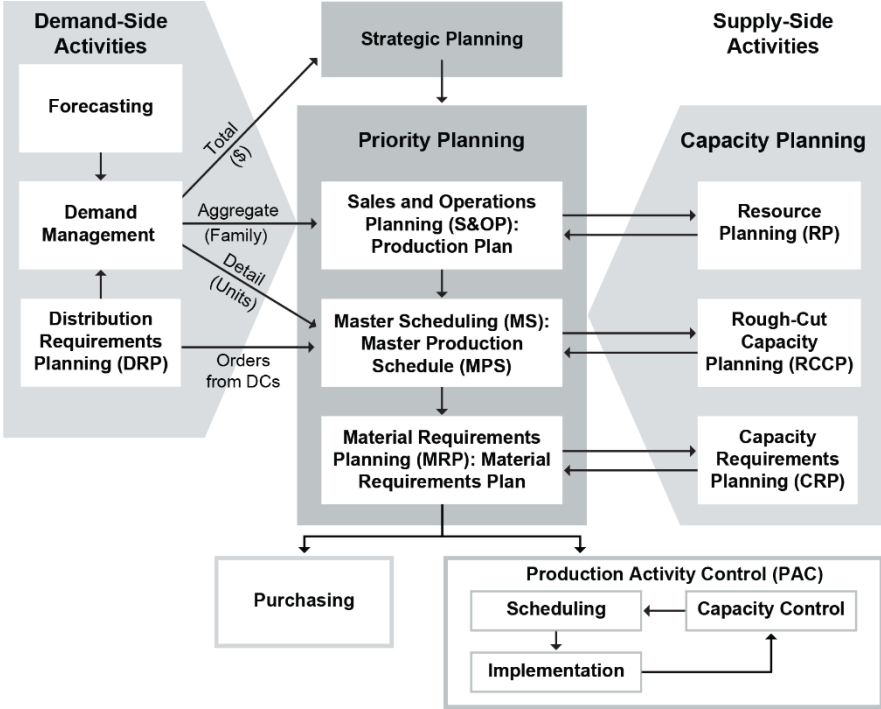 Demand-Side
Activities
Strategic Planning
Supply-Side
Activities
Forecasting
Total
($)
Priority Planning
Capacity Planning
Demand
Management
Aggregate
(Family)
Sales and Operations
Planning (S&OP):
Production Plan
Resource
Planning (RP)
Detail
(Units)
Distribution
Requirements
Planning (DRP)
Orders
from DCs
Master Scheduling (MS):
Master Production
Schedule (MPS)
Rough-Cut
Capacity
Planning (RCCP)
Material Requirements
Planning (MRP): Material
Requirements Plan
Capacity
Requirements
Planning (CRP)
Purchasing
Production Activity Control (PAC)
Scheduling
Capacity Control
Implementation